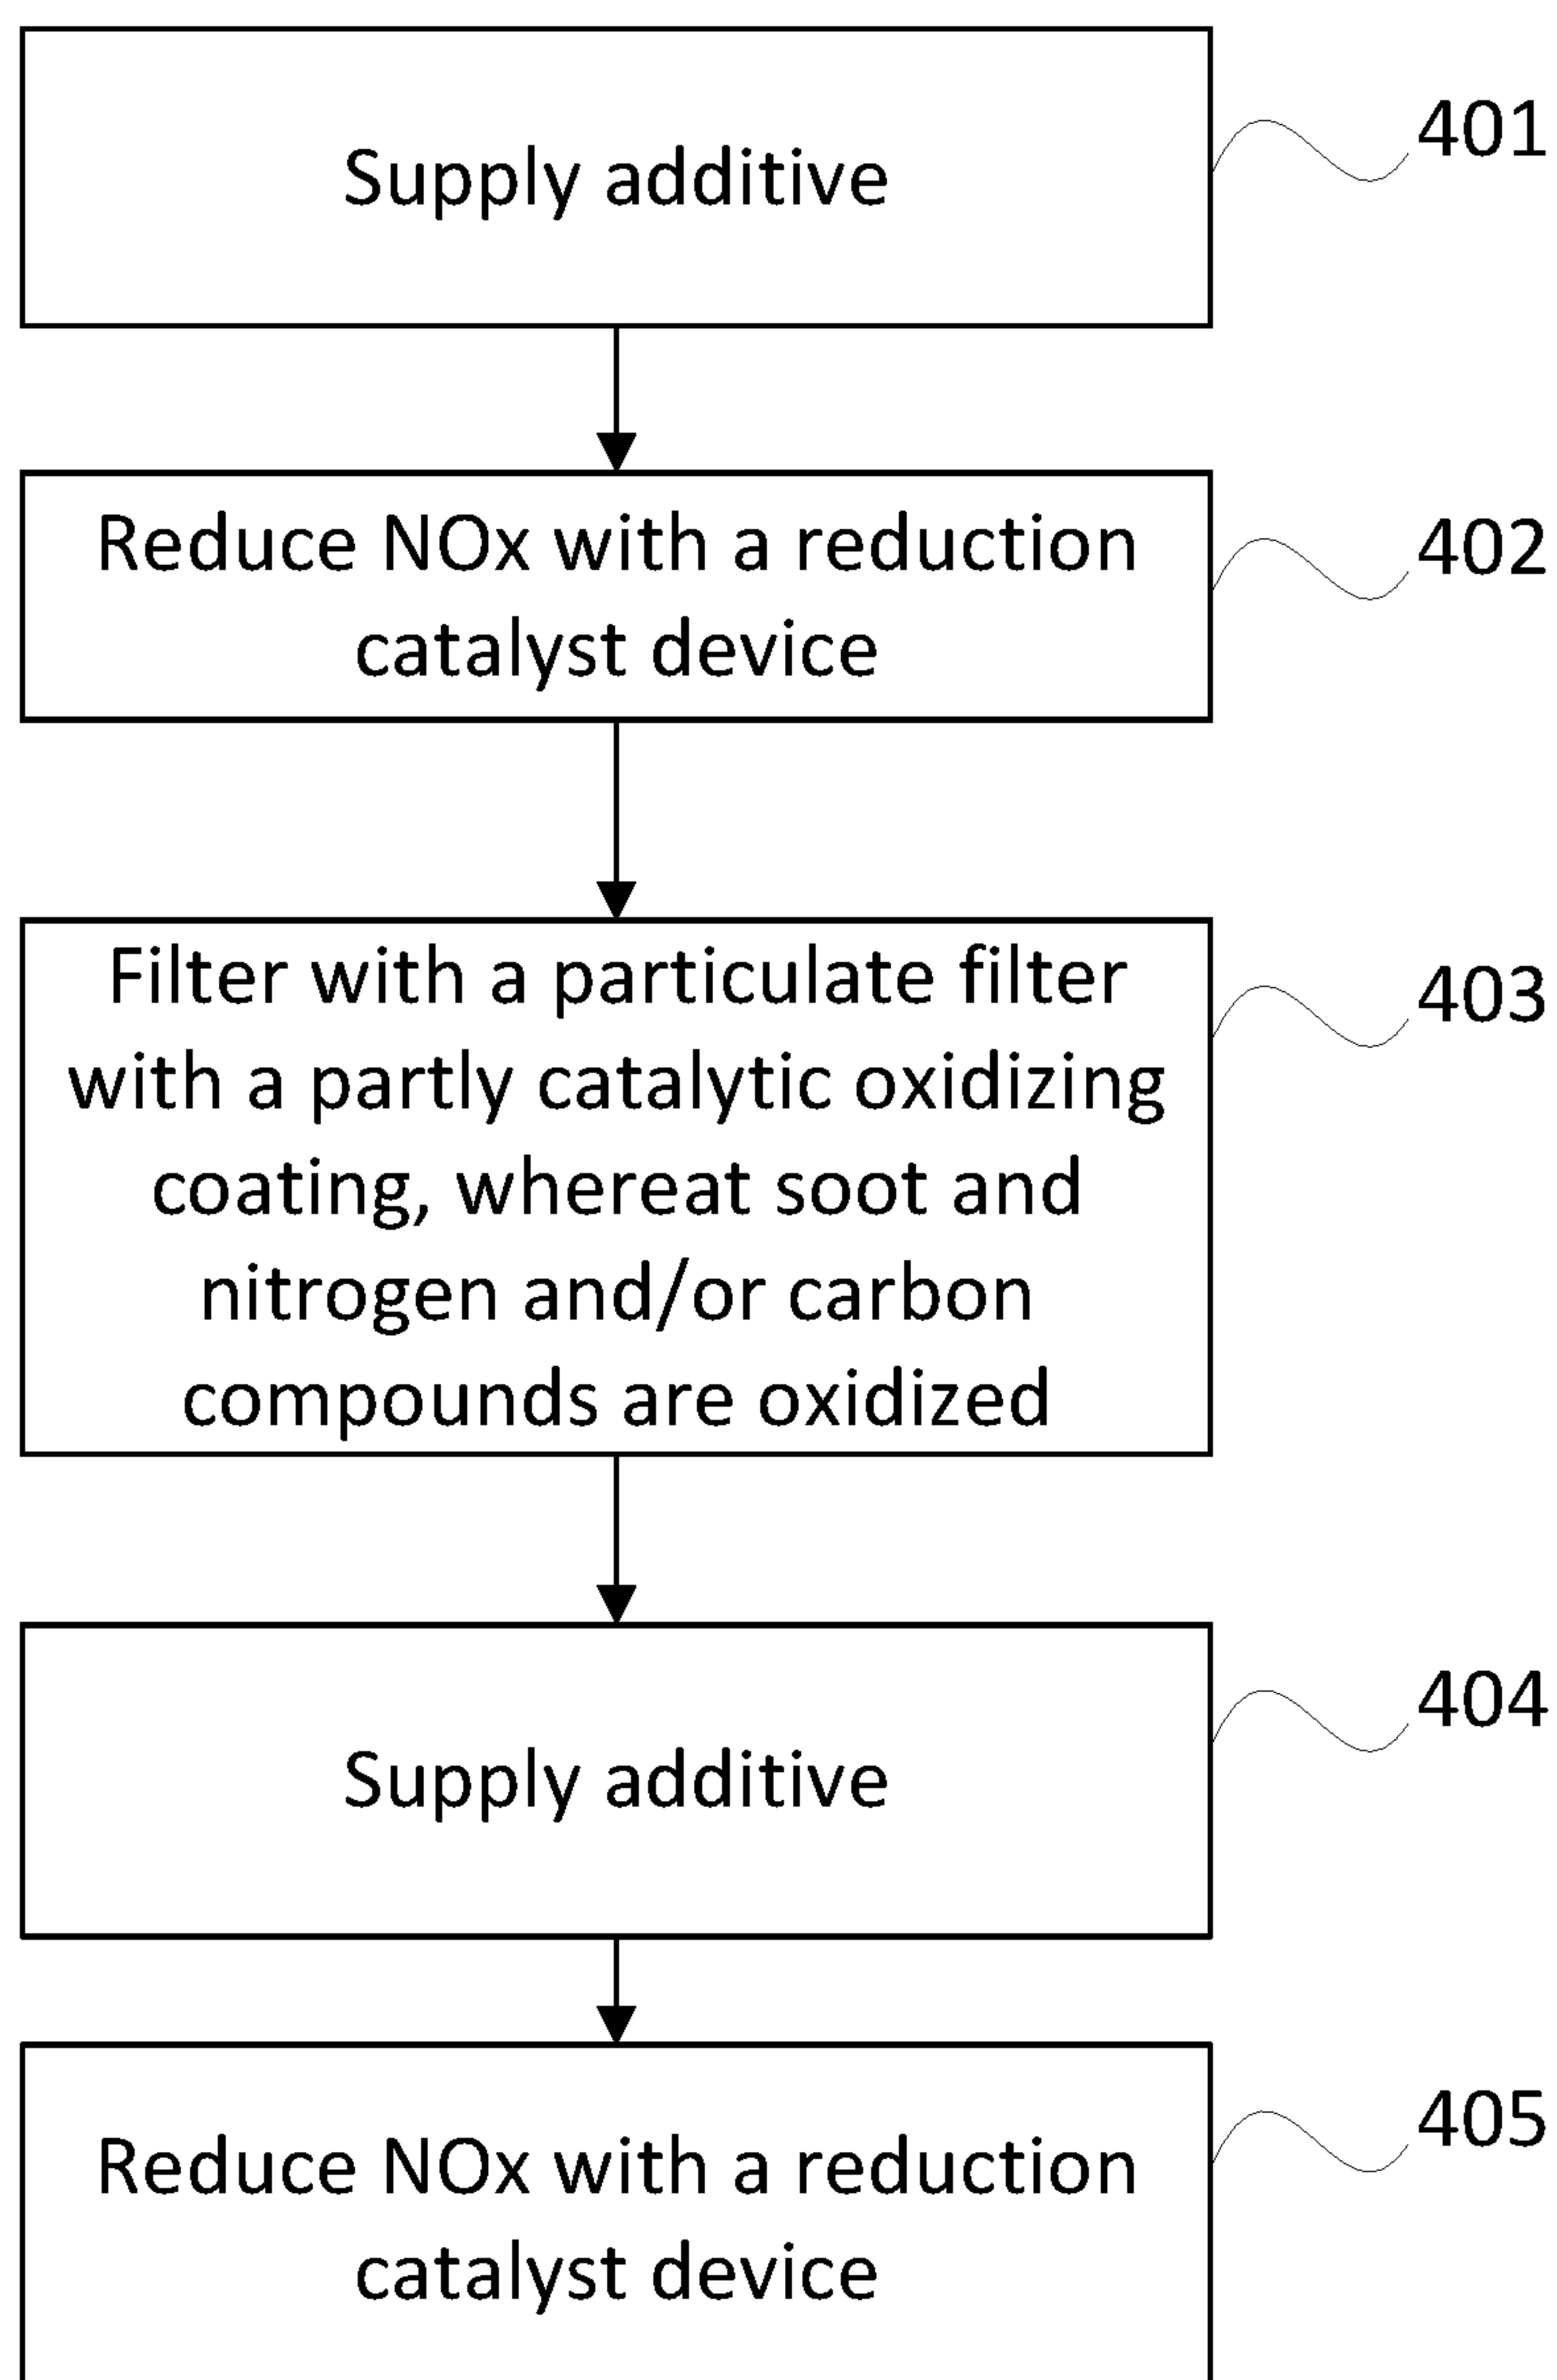 Supply additive
401
Reduce NOx with a reduction
catalyst device
402
Filter with a particulate filter
with a partly catalytic oxidizing
coating, whereat soot and
nitrogen and/or carbon
compounds are oxidized
403
Supply additive
404
Reduce NOx with a reduction
catalyst device
405